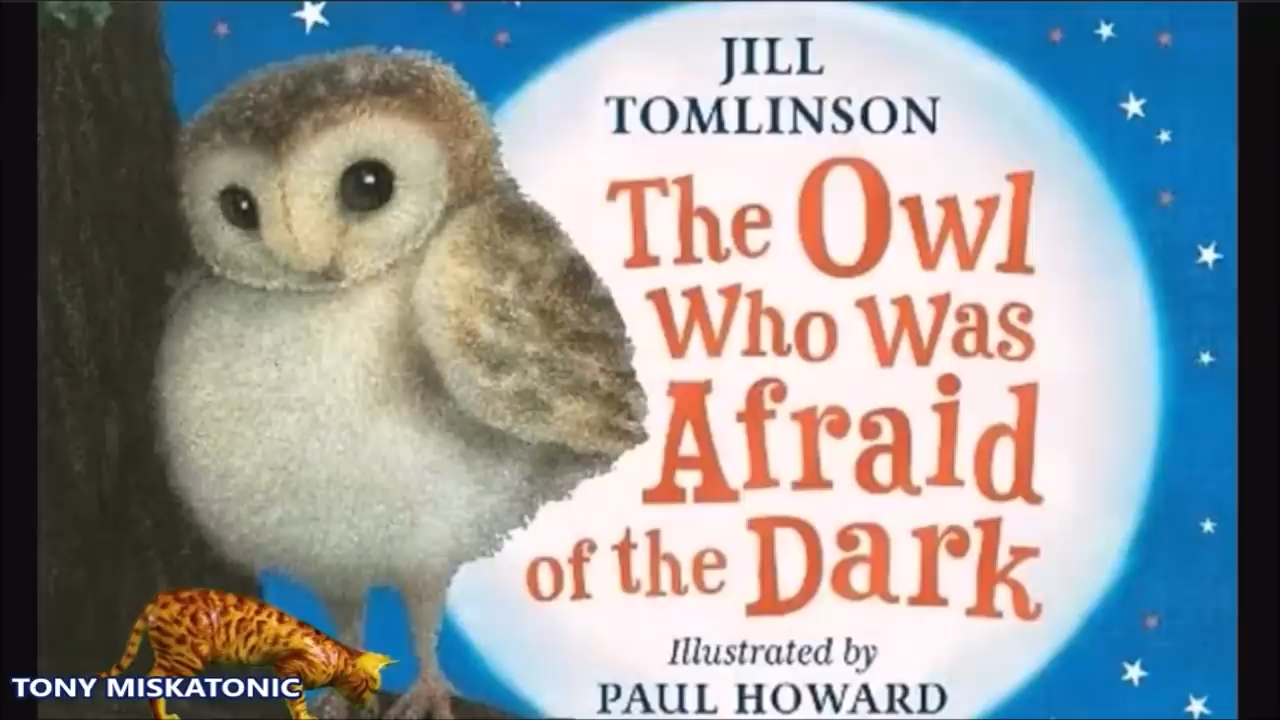 JILL
TOMLINSON
The Owl
Who Was
Afraid
of the Dark
Illustrated by
PAUL HOWARD
TONY MISKATONIC